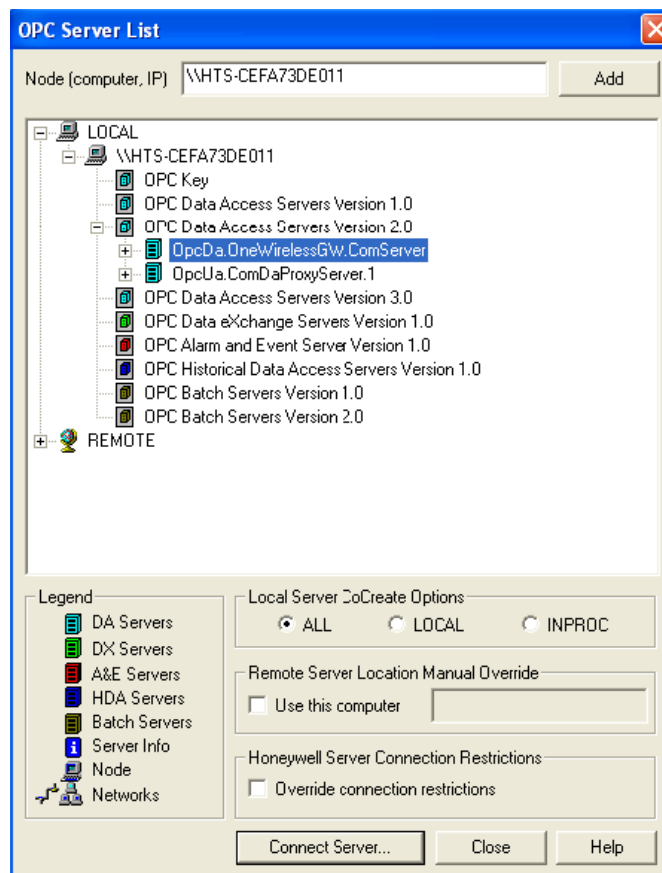 OPC Server List
Node (computer, IP) \\HTS-CEFA73DE011 Add
LOCAL
\\HTS-CEFA73DE011
OPC Key
OPC Data Access Servers Version 1.0
OPC Data Access Servers Version 2.0
OpcDa.OneWirelessGW.ComServer
OpcUa.ComDaProxyServer.1
OPC Data Access Servers Version 3.0
OPC Data eXchange Servers Version 1.0
OPC Alarm and Event Server Version 1.0
OPC Historical Data Access Servers Version 1.0
OPC Batch Servers Version 1.0
OPC Batch Servers Version 2.0
REMOTE
Legend
DA Servers
DX Servers
A&E Servers
HDA Servers
Batch Servers
Server Info
Node
Networks
Local Server CoCreate Options
ALL LOCAL INPROC
Remote Server Location Manual Override
Use this computer
Honeywell Server Connection Restrictions
Override connection restrictions
Connect Server... Close Help